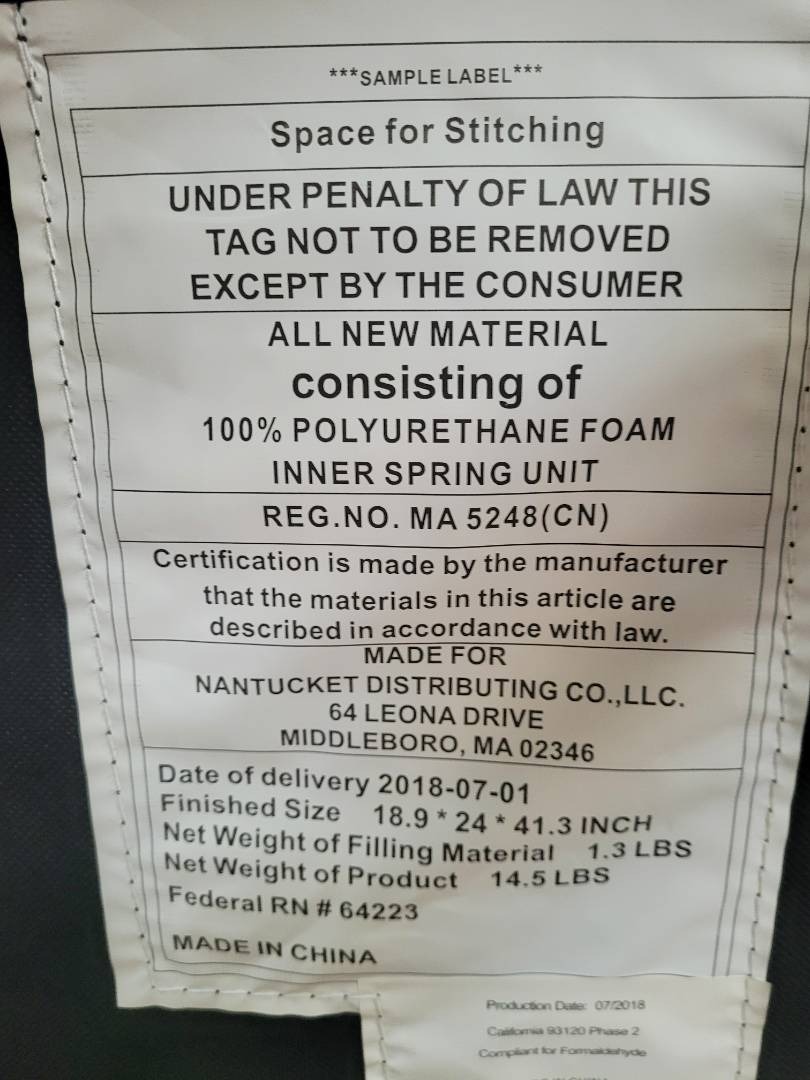 ***SAMPLE LABEL***
Space for Stitching
UNDER PENALTY OF LAW THIS
TAG NOT TO BE REMOVED
EXCEPT BY THE CONSUMER
ALL NEW MATERIAL
consisting of
100% POLYURETHANE FOAM
INNER SPRING UNIT
REG.NO. MA 5248(CN)
Certification is made by the manufacturer
that the materials in this article are
described in accordance with law.
MADE FOR
NANTUCKET DISTRIBUTING CO.,LLC.
64 LEONA DRIVE
MIDDLEBORO, MA 02346
Date of delivery 2018-07-01
Finished Size 18.9 * 24 * 41.3 INCH
Net Weight of Filling Material 1.3 LBS
Net Weight of Product 14.5 LBS
Federal RN # 64223
MADE IN CHINA
Production Date: 07/2018
California 93120 Phase 2
Compliant for Formaldehyde